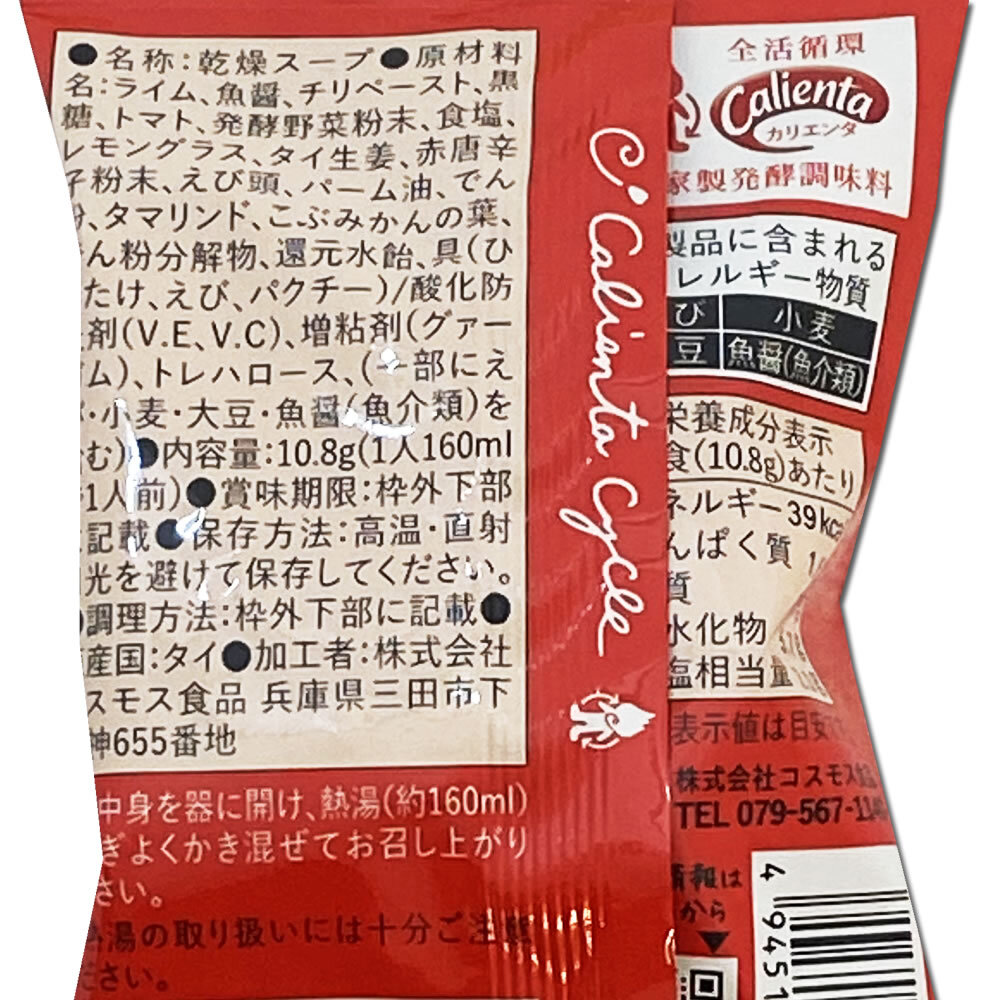 ●名称:乾燥スープ●原材料
名:ライム、魚醤、チリペースト、黒
糖、トマト、発酵野菜粉末、食塩、
レモングラス、タイ生姜、赤唐辛
子粉末、えび頭、パーム油、でん
、タマリンド、こぶみかんの葉、
ん粉分解物、還元水飴、具(ひ
たけ、えび、パクチー)/酸化防
剤(V.E、V.C)、増粘剤(グァー
ム)、トレハロース、(一部にえ
・小麦・大豆・魚醤(魚介類)を
む)●内容量:10.8g(1人160ml
1人前)●賞味期限:枠外下部
記載●保存方法:高温・直射
光を避けて保存してください。
調理方法:枠外下部に記載●
産国:タイ●加工者:株式会社
スモス食品 兵庫県三田市下
神655番地
中身を器に開け、熱湯(約160ml)
ぎよくかき混ぜてお召し上がり
さい。
湯の取り扱いには十分ご注意
ださい。
C・Calienta Cycle
全活循環
Calienta
カリエンタ
家製発酵調味料
製品に含まれる
レルギー物質
び 小麦
豆 魚醤(魚介類)
栄養成分表示
食(10.8g)あたり
ネルギー 39kc
んぱく質
質
水化物
塩相当量
表示値は目安
株式会社コスモス
TEL 079-567-
情報は
から
4 9451